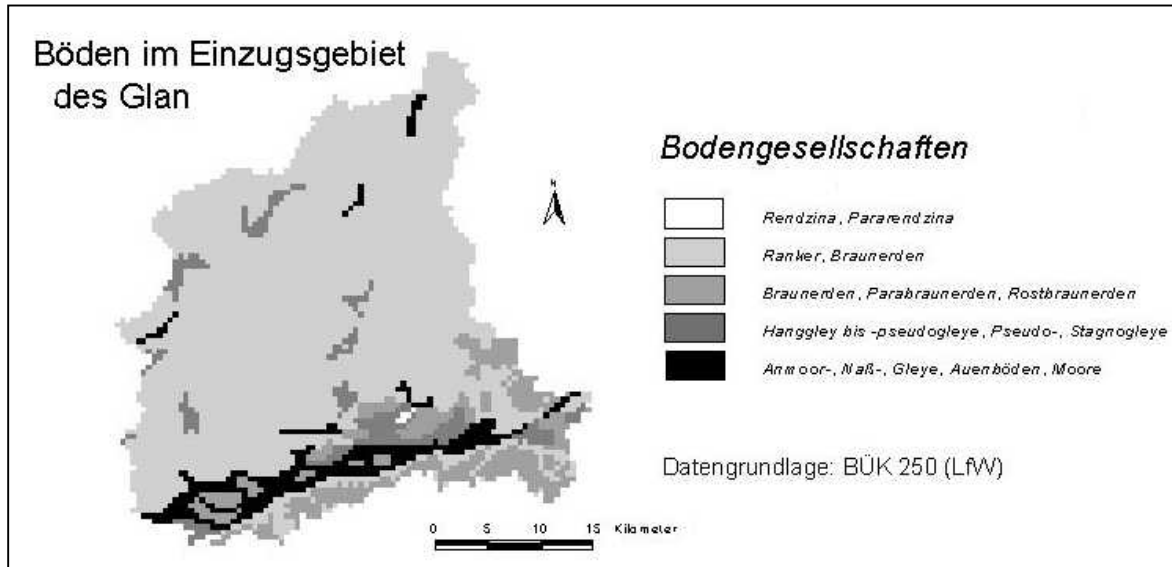 Böden im Einzugsgebiet
des Glan
N
Bodengesellschaften
Rendzina, Pararendzina
Ranker, Braunerden
Braunerden, Parabraunerden, Rostbraunerden
Hanggley bis -pseudogleye, Pseudo-, Stagnogleye
Anmoor-, Naß-, Gleye, Auenböden, Moore
Datengrundlage: BÜK 250 (LfW)
0 5 10 15 Kilometer